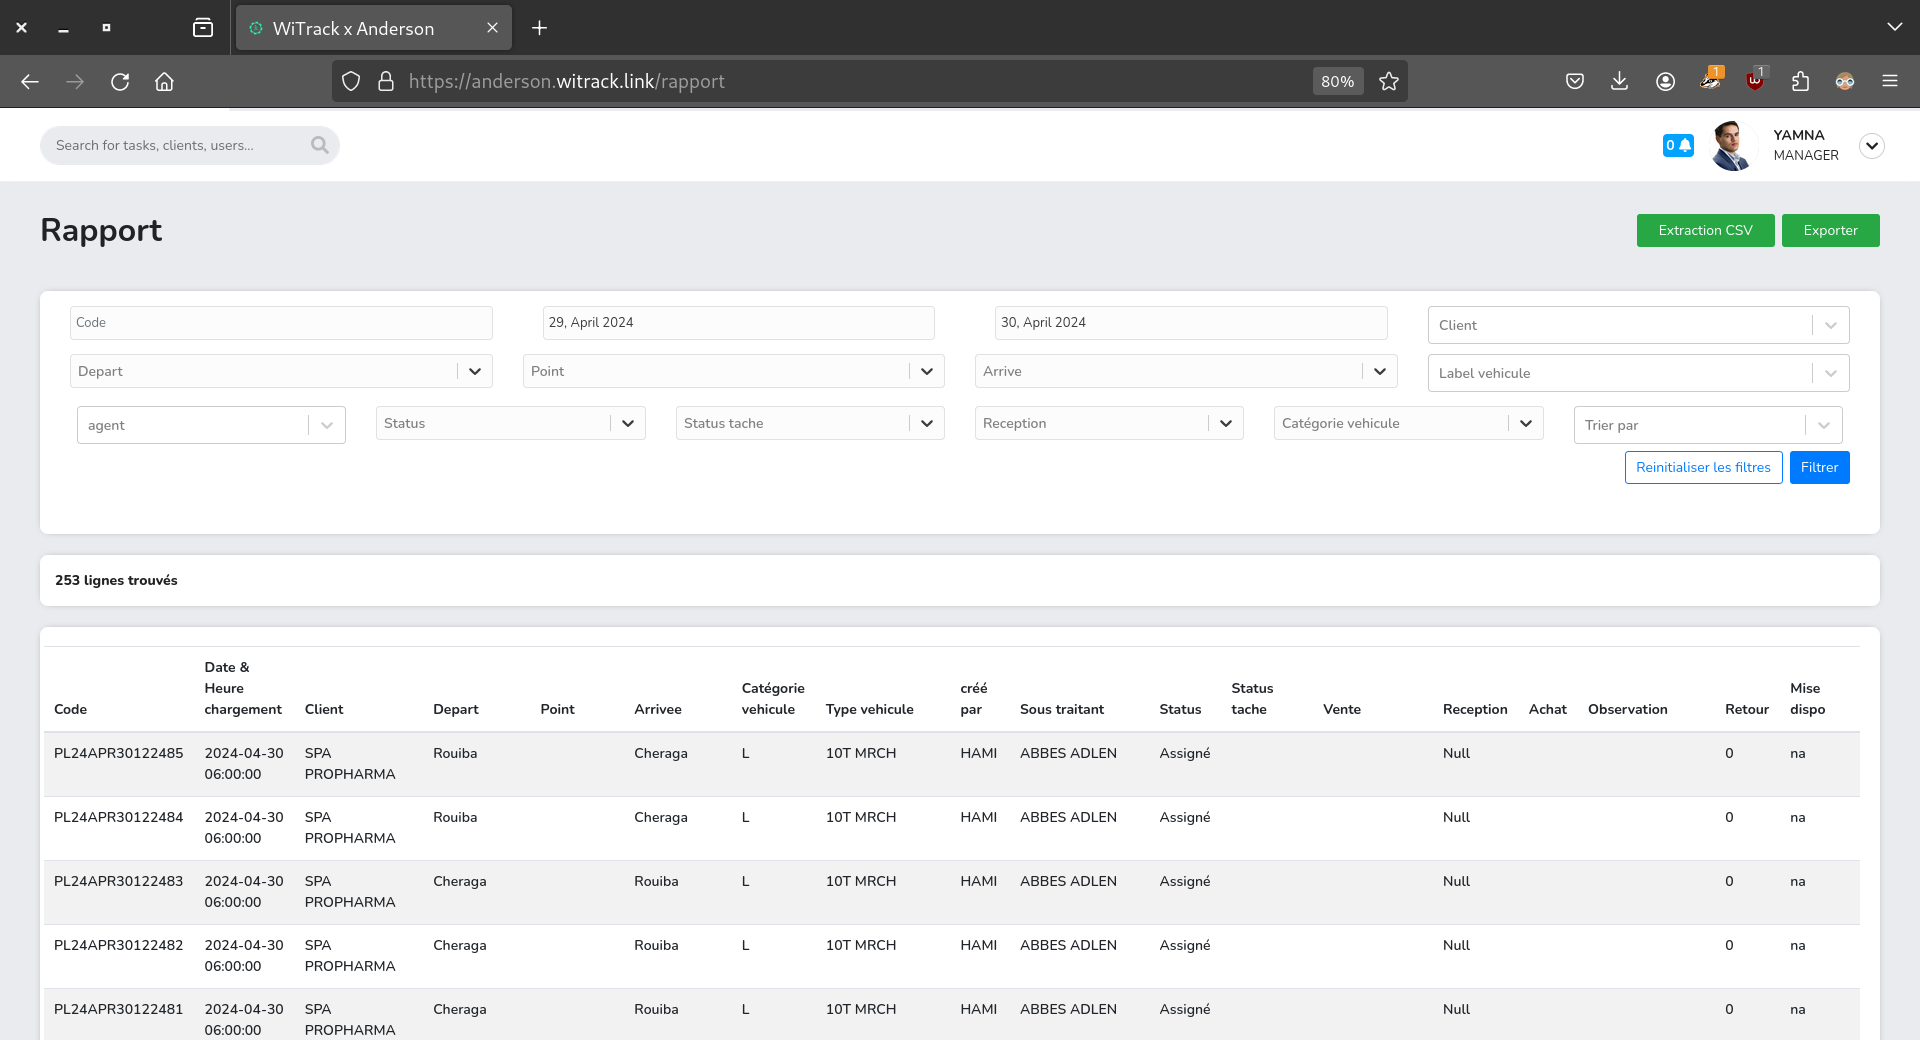 WiTrack x Anderson
https://anderson.witrack.link/rapport
80%
1
1
Search for tasks, clients, users...
0
YAMNA
MANAGER
Rapport
Extraction CSV
Exporter
Code
29, April 2024
30, April 2024
Client
Depart
Point
Arrive
Label vehicule
agent
Status
Status tache
Reception
Catégorie vehicule
Trier par
Reinitialiser les filtres
Filtrer
253 lignes trouvés
Code
Date &
Heure
chargement
Client
Depart
Point
Arrivee
Catégorie
vehicule
Type vehicule
créé
par
Sous traitant
Status
Status
tache
Vente
Reception
Achat
Observation
Retour
Mise
dispo
PL24APR30122485 2024-04-30 SPA Rouiba Cheraga L 10T MRCH HAMI ABBES ADLEN Assigné Null 0 na
06:00:00 PROPHARMA
PL24APR30122484 2024-04-30 SPA Rouiba Cheraga L 10T MRCH HAMI ABBES ADLEN Assigné Null 0 na
06:00:00 PROPHARMA
PL24APR30122483 2024-04-30 SPA Cheraga Rouiba L 10T MRCH HAMI ABBES ADLEN Assigné Null 0 na
06:00:00 PROPHARMA
PL24APR30122482 2024-04-30 SPA Cheraga Rouiba L 10T MRCH HAMI ABBES ADLEN Assigné Null 0 na
06:00:00 PROPHARMA
PL24APR30122481 2024-04-30 SPA Cheraga Rouiba L 10T MRCH HAMI ABBES ADLEN Assigné Null 0 na
06:00:00 PROPHARMA